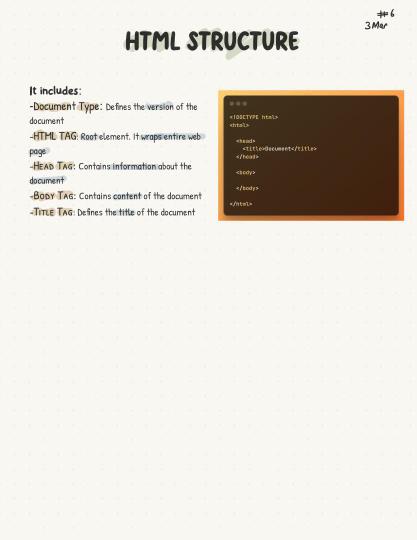 #6
3 Mar
HTML STRUCTURE
It includes:
-Document Type: Defines the version of the
document
-HTML TAG: Root element. It wraps entire web
page
-HEAD TAG: Contains information about the
document
-BODY TAG: Contains content of the document
-TITLE TAG: Defines the title of the document
<!DOCTYPE html>
<html>
<head>
<title>Document</title>
</head>
<body>
</body>
</html>